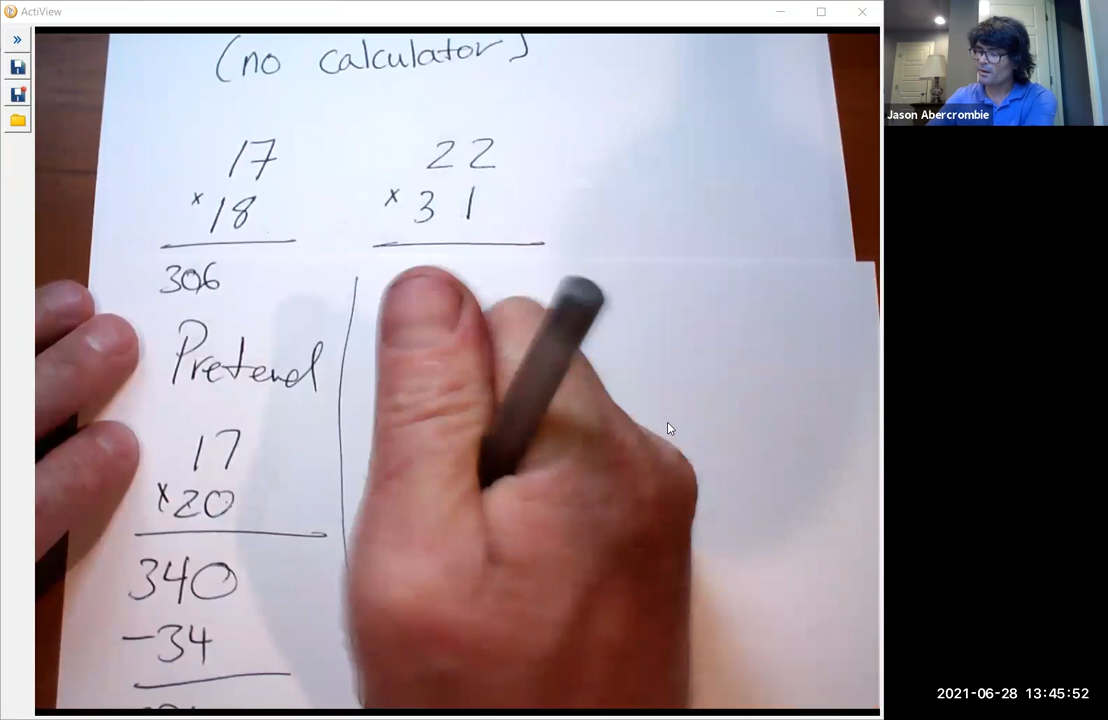 ActiView
(no calculator)
17
×18
306
22
×31
Pretend
17
×20
340
−34
Jason Abercrombie
2021-06-28 13:45:52